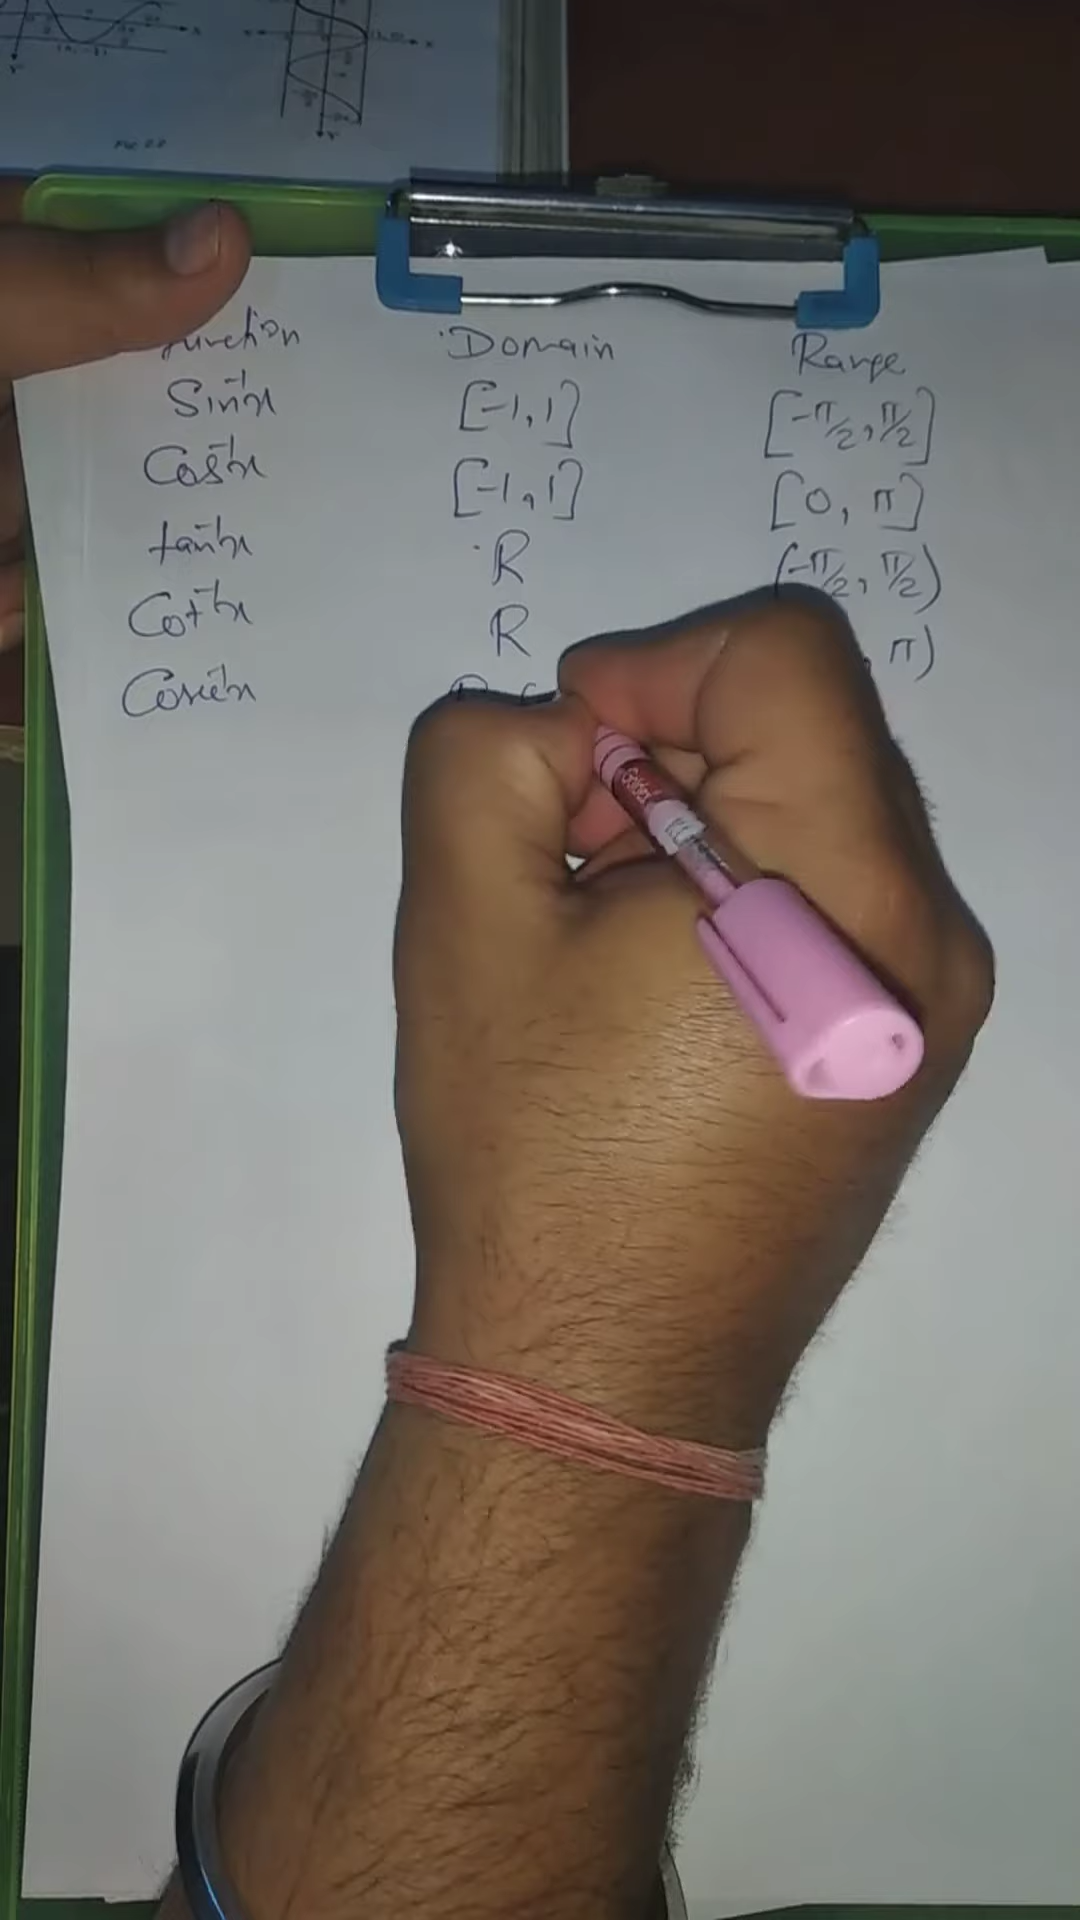 function Domain Range
Sin⁻¹x [-1,1] [-π/2, π/2]
Cos⁻¹x [-1,1] [0, π]
tan⁻¹x R (-π/2, π/2)
Cot⁻¹x R , π)
Cosec⁻¹x R-(